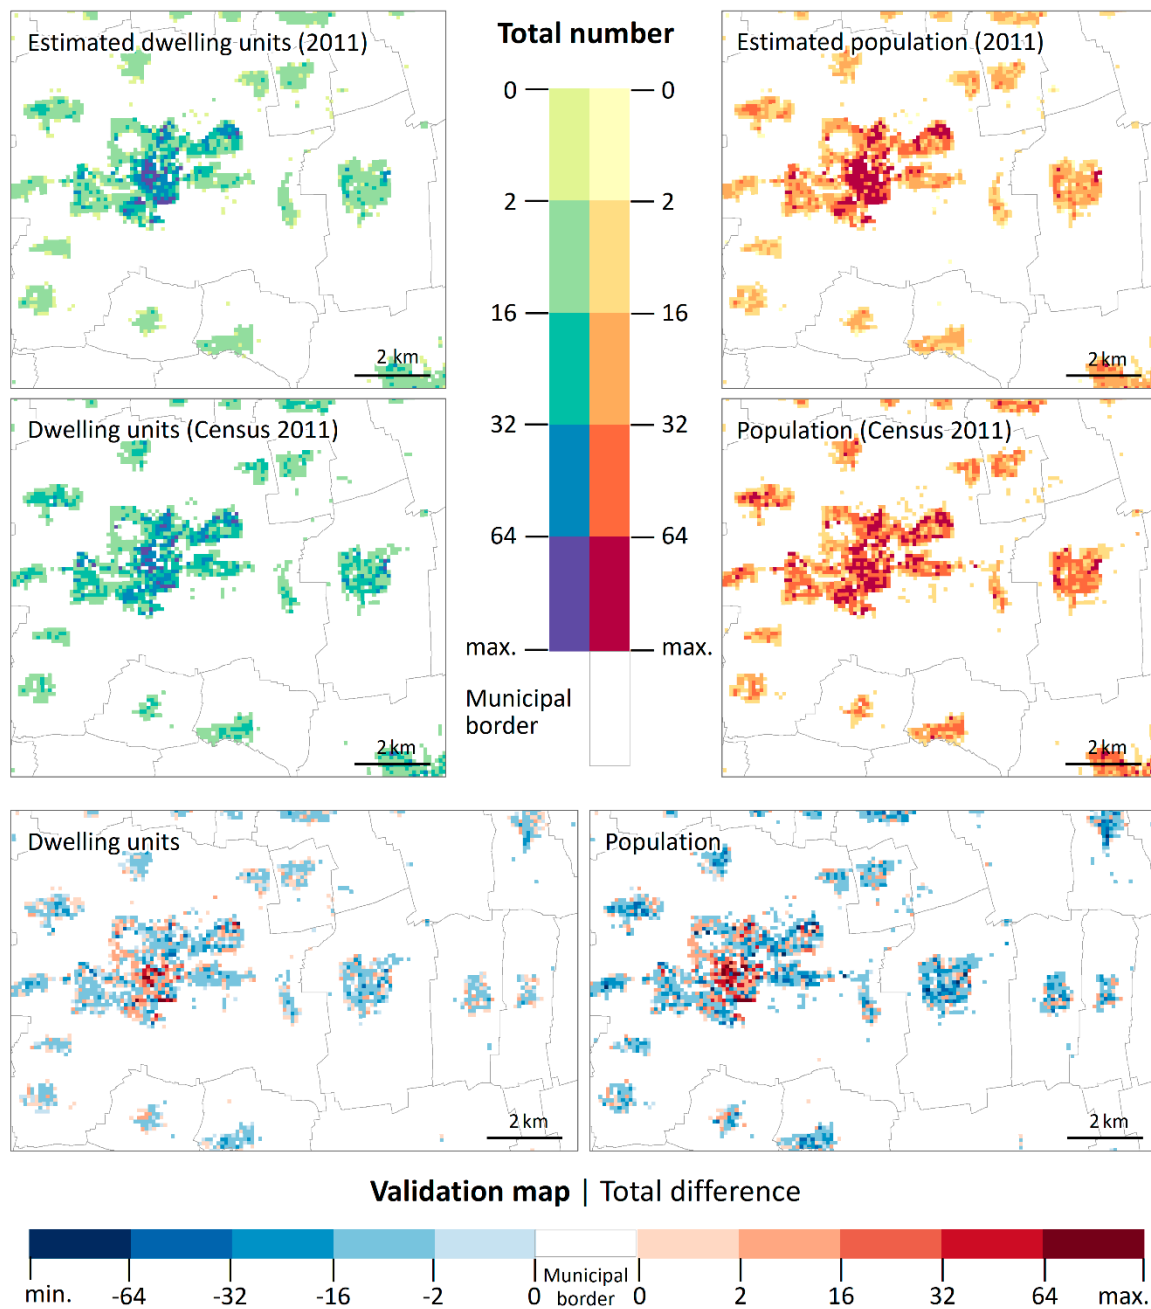 Estimated dwelling units (2011)
2 km
Total number
0
0
2
2
16
16
32
32
64
64
max.
max.
Municipal
border
Estimated population (2011)
2 km
Dwelling units (Census 2011)
2 km
Population (Census 2011)
2 km
Dwelling units
2 km
Population
2 km
Validation map | Total difference
min.
-64
-32
-16
-2
0
Municipal
border
0
2
16
32
64
max.